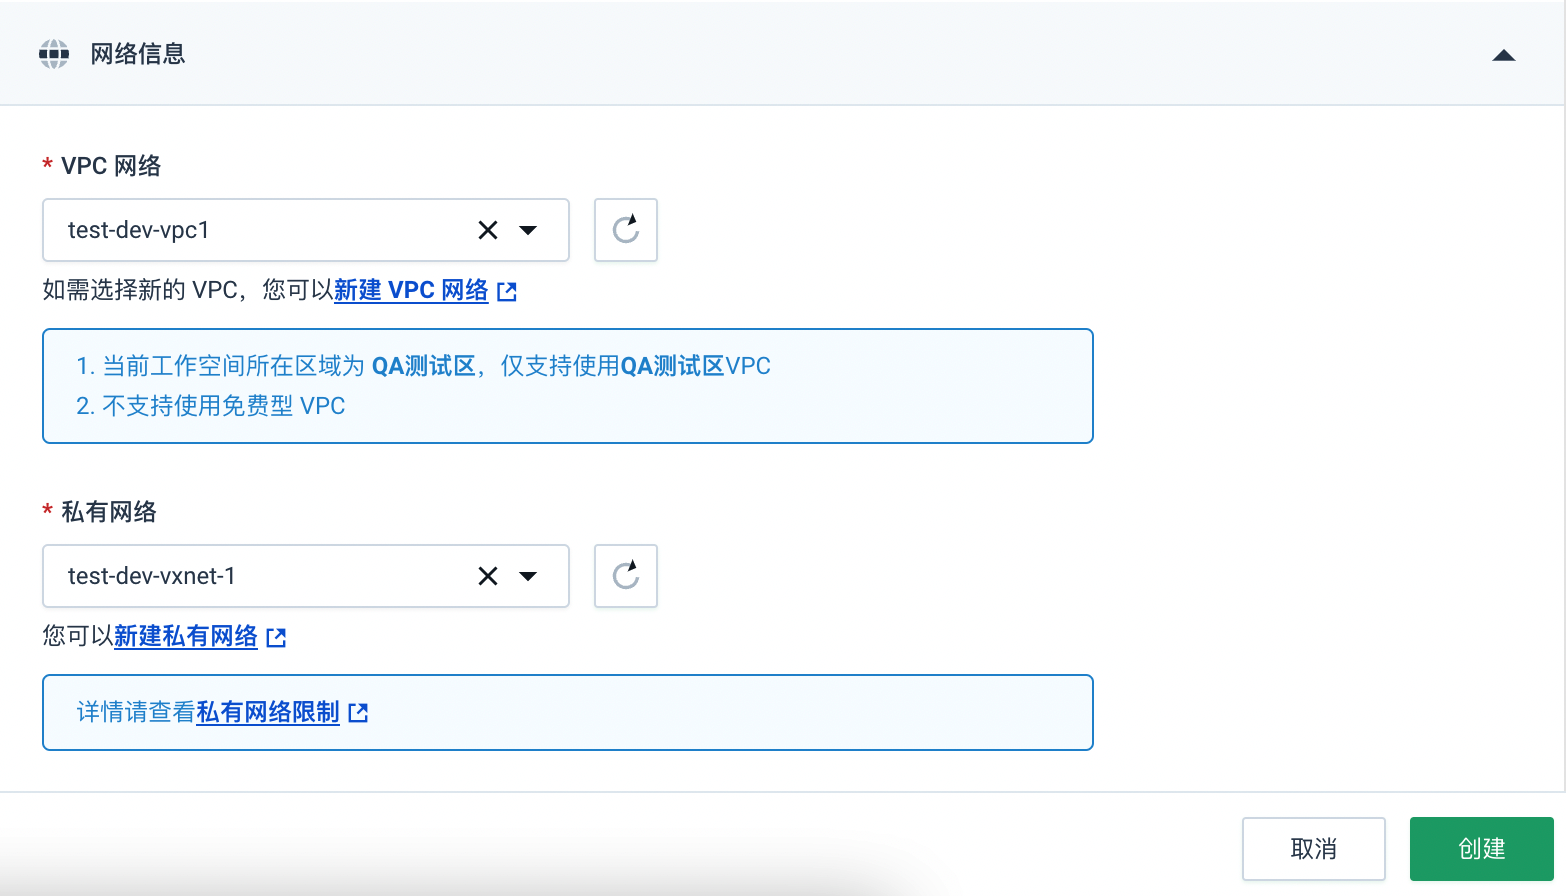 网络信息
* VPC 网络
test-dev-vpc1
如需选择新的 VPC，您可以新建 VPC 网络
1. 当前工作空间所在区域为 QA测试区，仅支持使用QA测试区VPC
2. 不支持使用免费型 VPC
* 私有网络
test-dev-vxnet-1
您可以新建私有网络
详情请查看私有网络限制
取消
创建